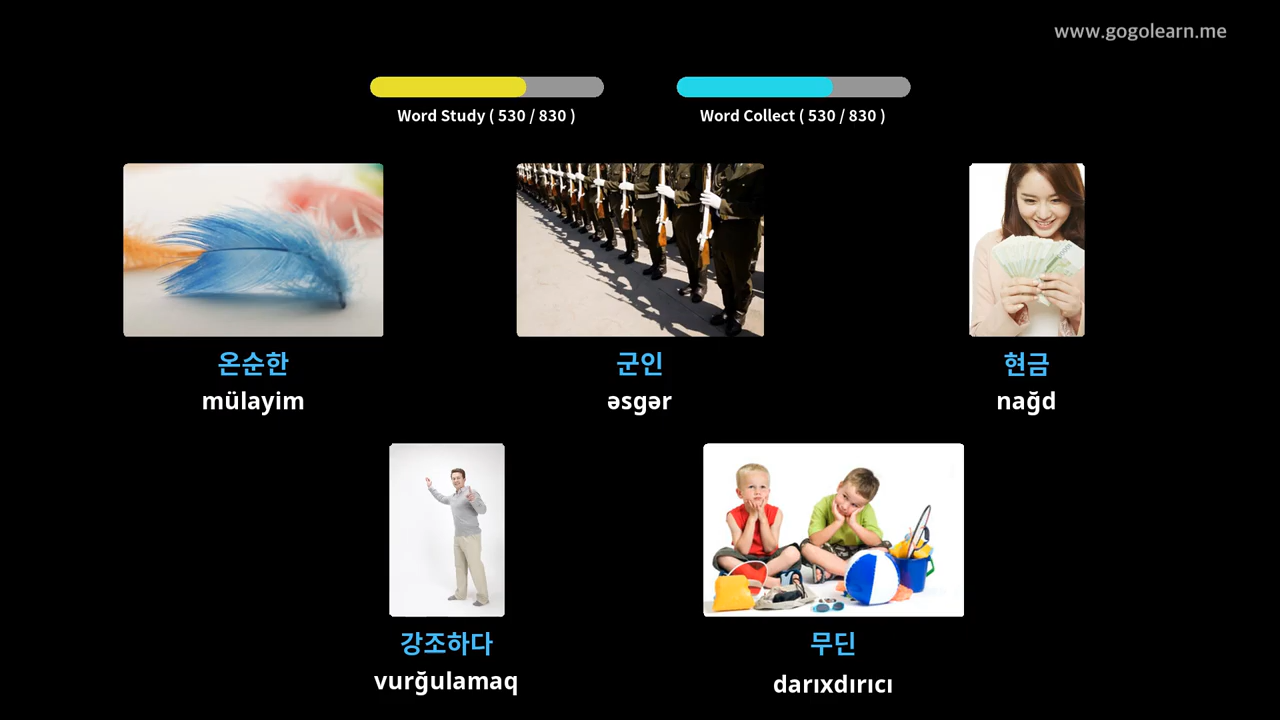 www.gogolearn.me
Word Study ( 530 / 830 )
Word Collect ( 530 / 830 )
온순한
mülayim
군인
əsgər
현금
nağd
강조하다
vurğulamaq
무딘
darıxdırıcı